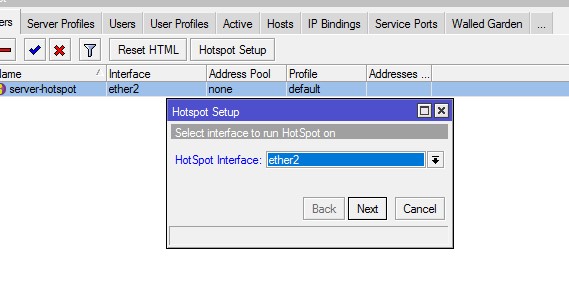 ers Server Profiles Users User Profiles Active Hosts IP Bindings Service Ports Walled Garden ...
Reset HTML Hotspot Setup
Name Interface Address Pool Profile Addresses ...
server-hotspot ether2 none default
Hotspot Setup
Select interface to run HotSpot on
HotSpot Interface: ether2
Back Next Cancel